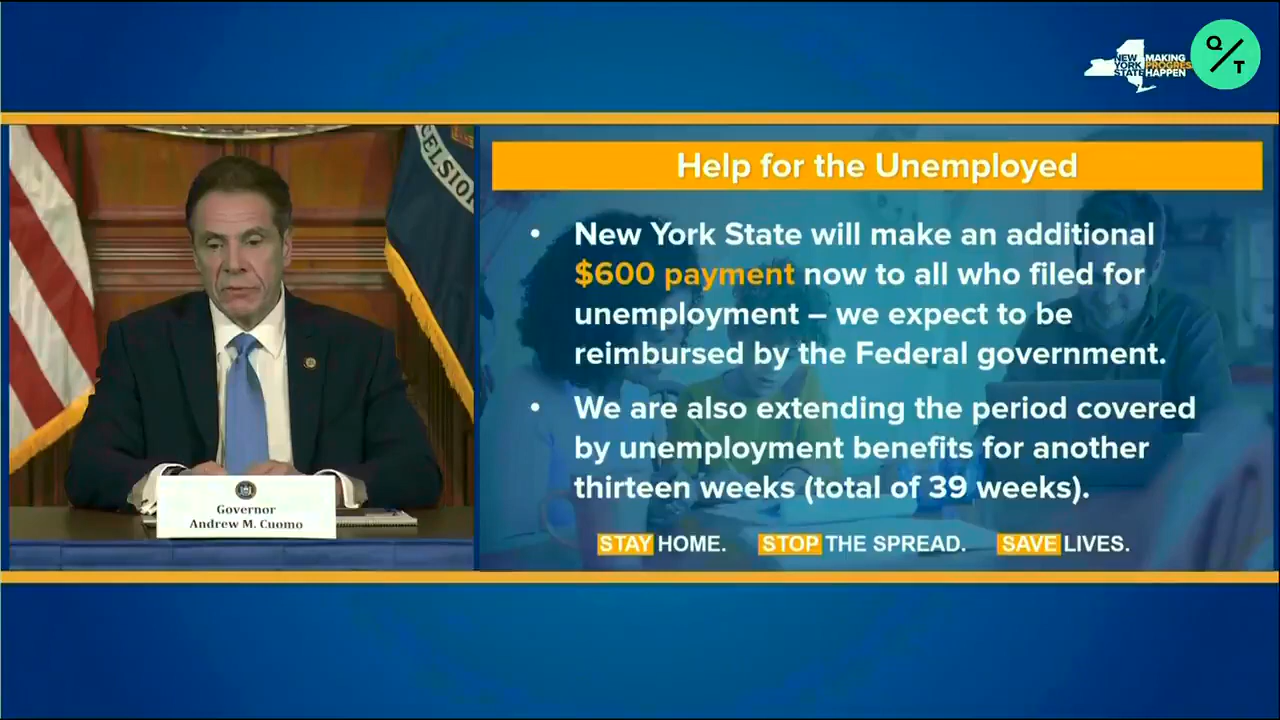 NEW
YORK
STATE
MAKING
PROGRESS
HAPPEN
Q/T
ELSIO
Help for the Unemployed
• New York State will make an additional
$600 payment now to all who filed for
unemployment – we expect to be
reimbursed by the Federal government.
• We are also extending the period covered
by unemployment benefits for another
thirteen weeks (total of 39 weeks).
STAY HOME. STOP THE SPREAD. SAVE LIVES.
Governor
Andrew M. Cuomo